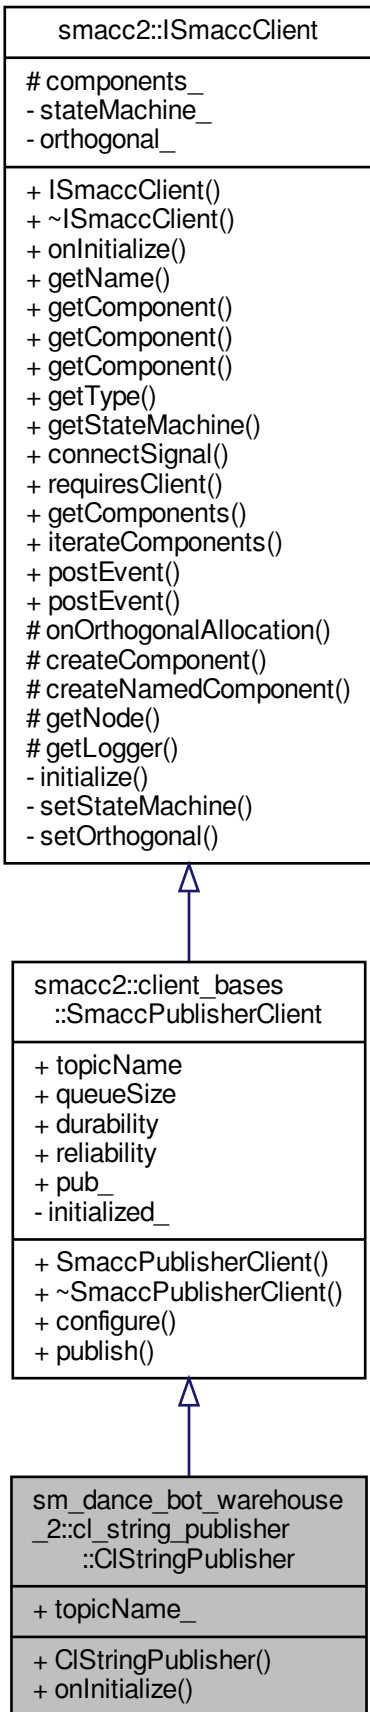 smacc2::ISmaccClient
# components_
- stateMachine_
- orthogonal_
+ ISmaccClient()
+ ~ISmaccClient()
+ onInitialize()
+ getName()
+ getComponent()
+ getComponent()
+ getComponent()
+ getType()
+ getStateMachine()
+ connectSignal()
+ requiresClient()
+ getComponents()
+ iterateComponents()
+ postEvent()
+ postEvent()
# onOrthogonalAllocation()
# createComponent()
# createNamedComponent()
# getNode()
# getLogger()
- initialize()
- setStateMachine()
- setOrthogonal()
smacc2::client_bases
::SmaccPublisherClient
+ topicName
+ queueSize
+ durability
+ reliability
+ pub_
- initialized_
+ SmaccPublisherClient()
+ ~SmaccPublisherClient()
+ configure()
+ publish()
sm_dance_bot_warehouse
_2::cl_string_publisher
::ClStringPublisher
+ topicName_
+ ClStringPublisher()
+ onInitialize()